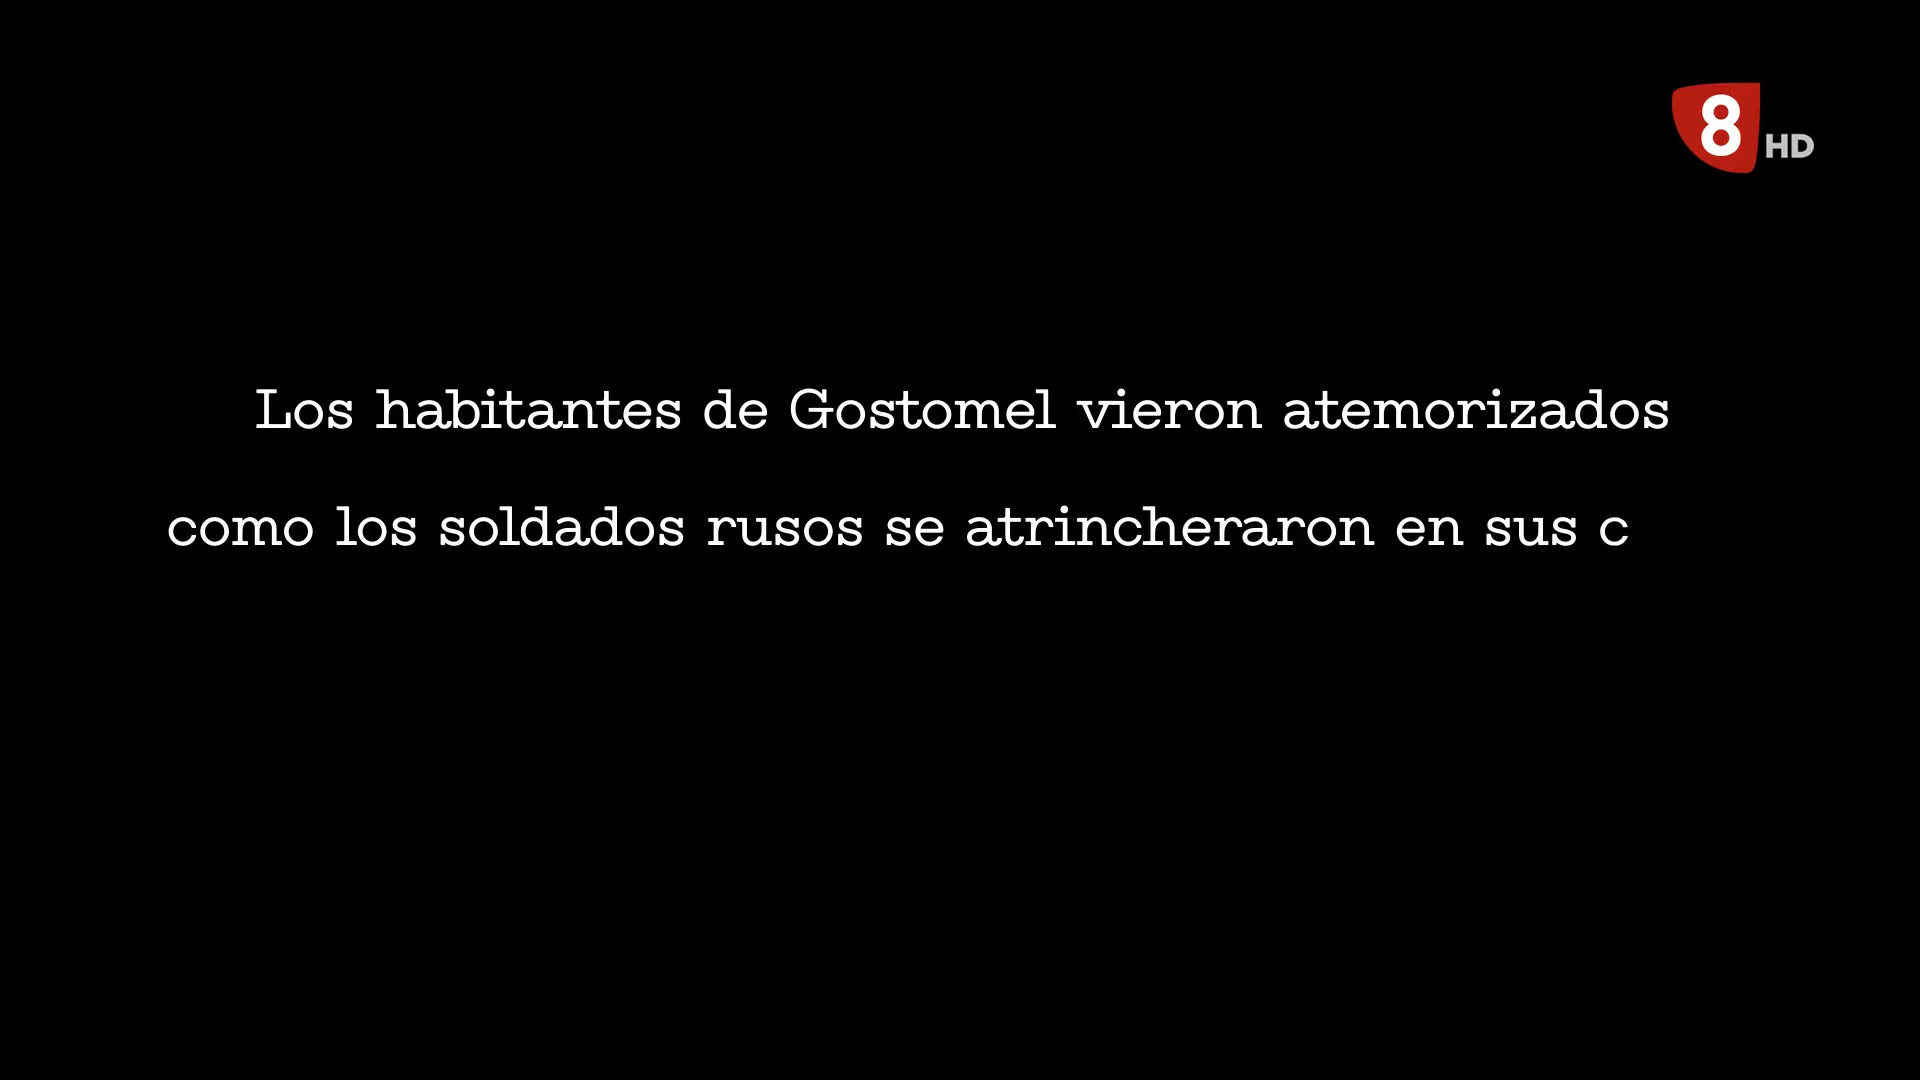 8 HD
Los habitantes de Gostomel vieron atemorizados
como los soldados rusos se atrincheraron en sus c